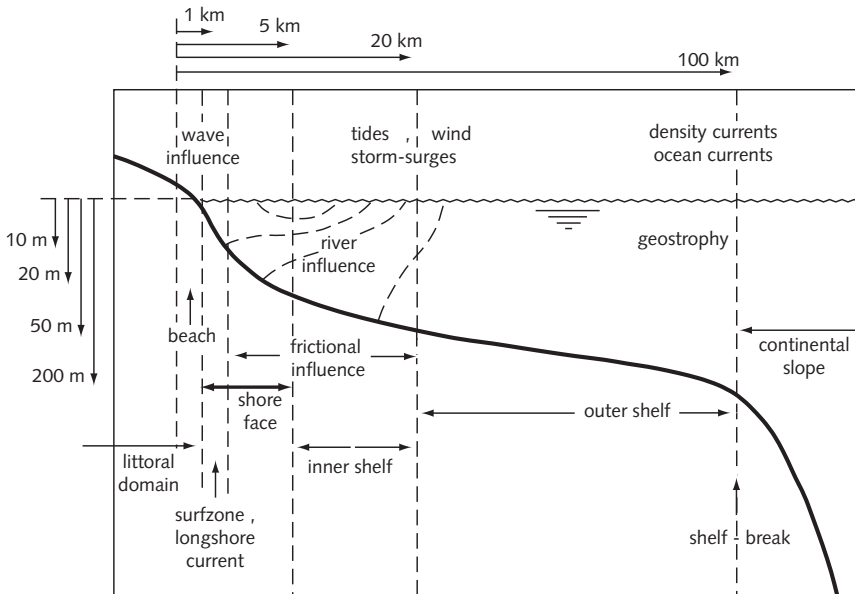 1 km
5 km
20 km
100 km
wave
influence
tides , wind
storm-surges
density currents
ocean currents
10 m
20 m
50 m
200 m
river
influence
geostrophy
beach
frictional
influence
continental
slope
shore
face
outer shelf
littoral
domain
inner shelf
surfzone ,
longshore
current
shelf - break